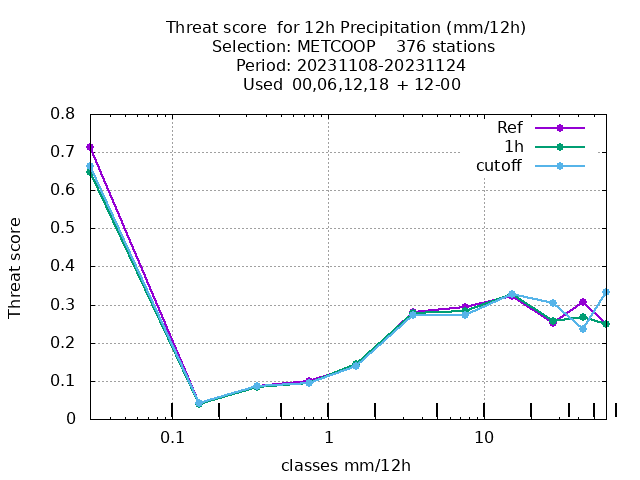 Threat score  for 12h Precipitation (mm/12h)
Selection: METCOOP    376 stations
Period: 20231108-20231124
Used  00,06,12,18  + 12-00
0.8
0.7
0.6
0.5
0.4
0.3
0.2
0.1
0
Threat score
Ref
1h
cutoff
0.1
1
10
classes mm/12h